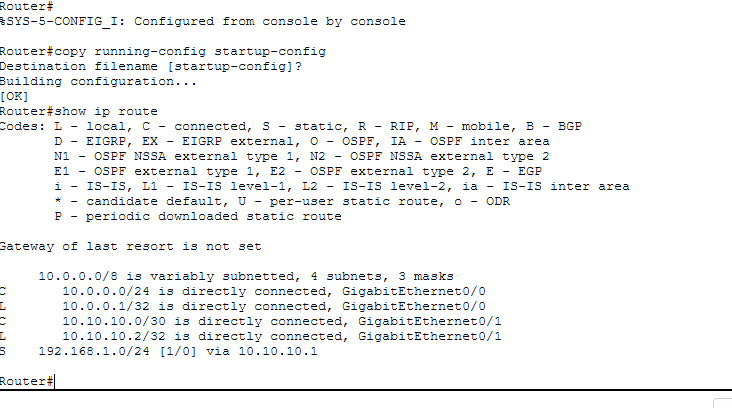 Router#
%SYS-5-CONFIG_I: Configured from console by console
Router#copy running-config startup-config
Destination filename [startup-config]?
Building configuration...
[OK]
Router#show ip route
Codes: L - local, C - connected, S - static, R - RIP, M - mobile, B - BGP
D - EIGRP, EX - EIGRP external, O - OSPF, IA - OSPF inter area
N1 - OSPF NSSA external type 1, N2 - OSPF NSSA external type 2
E1 - OSPF external type 1, E2 - OSPF external type 2, E - EGP
i - IS-IS, L1 - IS-IS level-1, L2 - IS-IS level-2, ia - IS-IS inter area
* - candidate default, U - per-user static route, o - ODR
P - periodic downloaded static route
Gateway of last resort is not set
10.0.0.0/8 is variably subnetted, 4 subnets, 3 masks
C 10.0.0.0/24 is directly connected, GigabitEthernet0/0
L 10.0.0.1/32 is directly connected, GigabitEthernet0/0
C 10.10.10.0/30 is directly connected, GigabitEthernet0/1
L 10.10.10.2/32 is directly connected, GigabitEthernet0/1
S 192.168.1.0/24 [1/0] via 10.10.10.1
Router#